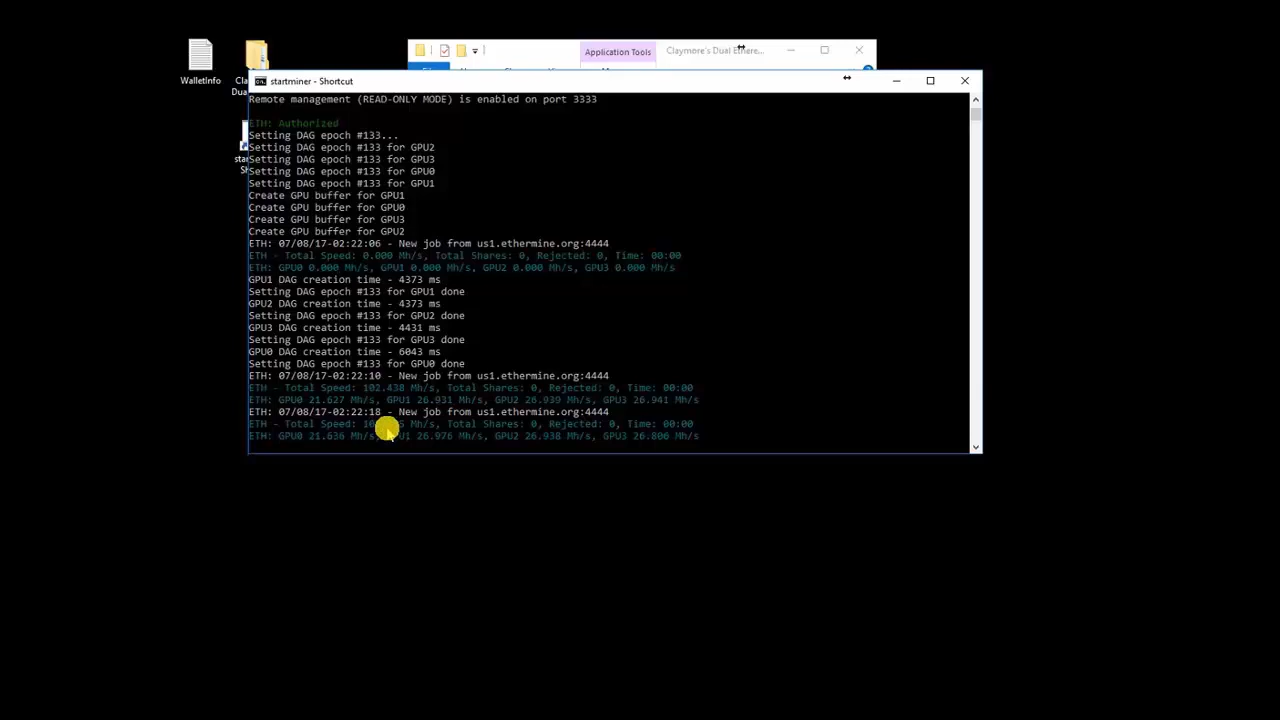 Application Tools
Claymore's Dual Ethere...
WalletInfo
startminer - Shortcut
Remote management (READ-ONLY MODE) is enabled on port 3333
ETH: Authorized
Setting DAG epoch #133...
Setting DAG epoch #133 for GPU2
Setting DAG epoch #133 for GPU3
Setting DAG epoch #133 for GPU0
Setting DAG epoch #133 for GPU1
Create GPU buffer for GPU1
Create GPU buffer for GPU0
Create GPU buffer for GPU3
Create GPU buffer for GPU2
ETH: 07/08/17-02:22:06 - New job from us1.ethermine.org:4444
ETH - Total Speed: 0.000 Mh/s, Total Shares: 0, Rejected: 0, Time: 00:00
ETH: GPU0 0.000 Mh/s, GPU1 0.000 Mh/s, GPU2 0.000 Mh/s, GPU3 0.000 Mh/s
GPU1 DAG creation time - 4373 ms
Setting DAG epoch #133 for GPU1 done
GPU2 DAG creation time - 4373 ms
Setting DAG epoch #133 for GPU2 done
GPU3 DAG creation time - 4431 ms
Setting DAG epoch #133 for GPU3 done
GPU0 DAG creation time - 6043 ms
Setting DAG epoch #133 for GPU0 done
ETH: 07/08/17-02:22:10 - New job from us1.ethermine.org:4444
ETH - Total Speed: 102.438 Mh/s, Total Shares: 0, Rejected: 0, Time: 00:00
ETH: GPU0 21.627 Mh/s, GPU1 26.931 Mh/s, GPU2 26.939 Mh/s, GPU3 26.941 Mh/s
ETH: 07/08/17-02:22:18 - New job from us1.ethermine.org:4444
ETH - Total Speed: Mh/s, Total Shares: 0, Rejected: 0, Time: 00:00
ETH: GPU0 21.636 Mh/s, 26.976 Mh/s, GPU2 26.938 Mh/s, GPU3 26.806 Mh/s